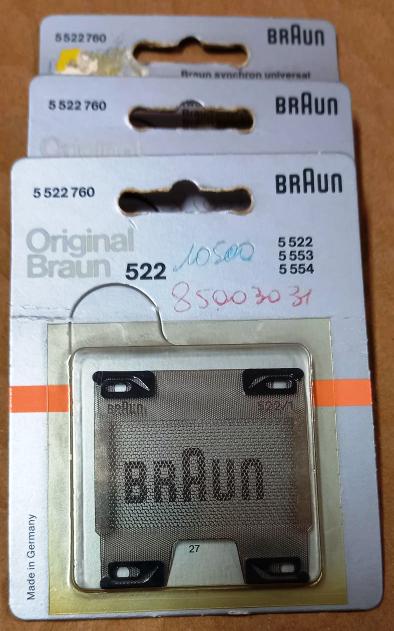 5 522 760 BRAUN
Braun synchron universal
5 522 760 BRAUN
Original
5 522 760 BRAUN
Original
Braun 522
5 522
5 553
5 554
10500
85003031
BRAUN 522/1
BRAUN
27
Made in Germany